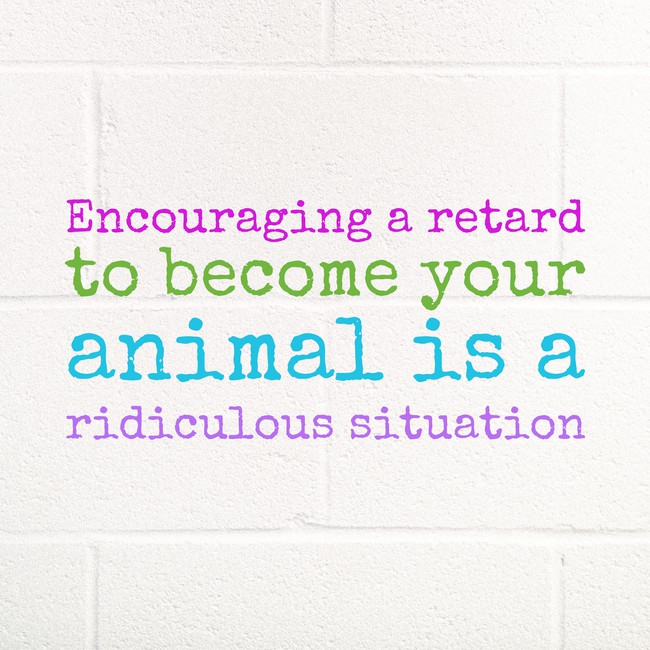 Encouraging a retard
to become your
animal is a
ridiculous situation